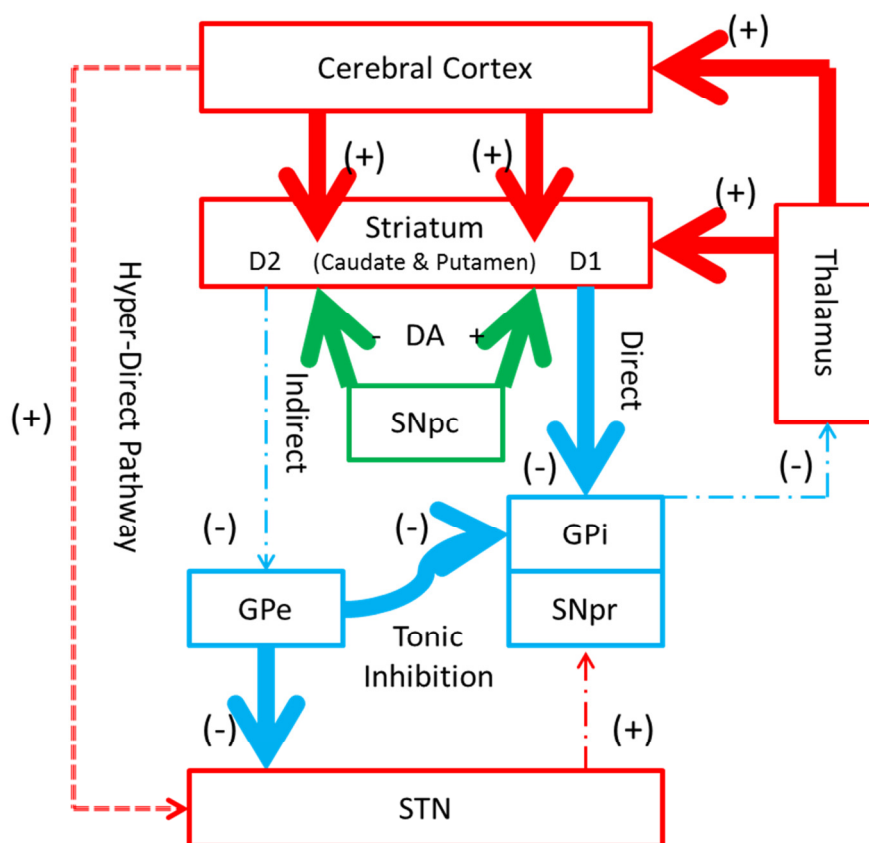 (+)
Cerebral Cortex
(+)
(+)
(+)
Striatum
D2 (Caudate & Putamen) D1
Thalamus
Hyper-Direct Pathway
(+)
- DA +
Indirect
Direct
SNpc
(-)
(-)
(-)
(-)
GPi
GPe
SNpr
Tonic
Inhibition
(-)
(+)
STN